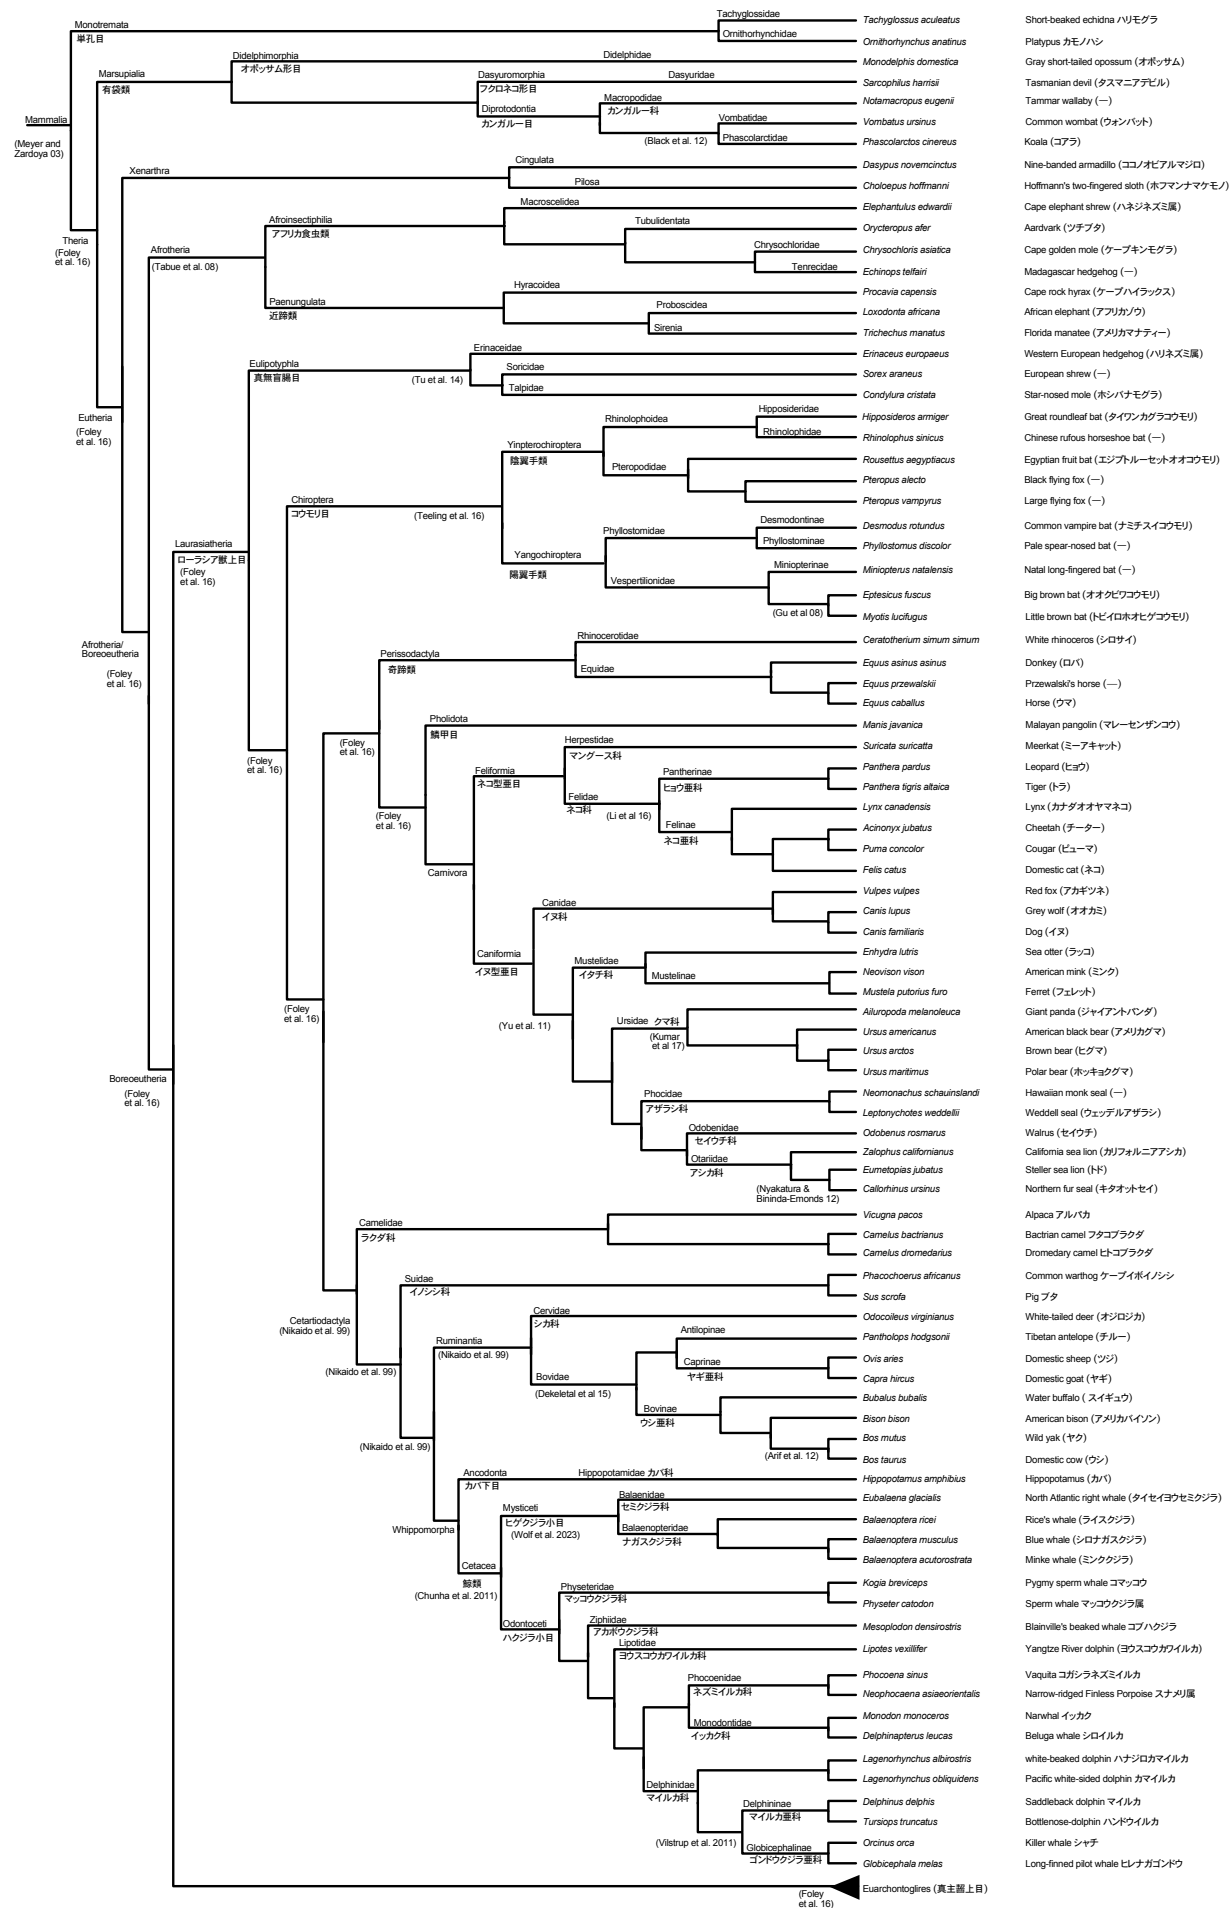 Tachyglossidae
Tachyglossus aculeatus Short-beaked echidna ハリモグラ
Monotremata
単孔目
Ornithorhynchidae
Ornithorhynchus anatinus Platypus カモノハシ
Didelphimorphia
オポッサム形目
Didelphidae
Monodelphis domestica Gray short-tailed opossum (オポッサム)
Marsupialia
有袋類
Dasyuromorphia
フクロネコ形目
Dasyuridae
Sarcophilus harrisii Tasmanian devil (タスマニアデビル)
Macropodidae
カンガルー科
Notamacropus eugenii Tammar wallaby (―)
Diprotodontia
カンガルー目
Vombatidae
Vombatus ursinus Common wombat (ウォンバット)
Mammalia
(Meyer and
Zardoya 03)
(Black et al. 12)
Phascolarctidae
Phascolarctos cinereus Koala (コアラ)
Xenarthra
Cingulata
Dasypus novemcinctus Nine-banded armadillo (ココノオビアルマジロ)
Pilosa
Choloepus hoffmanni Hoffmann's two-fingered sloth (ホフマンナマケモノ)
Macroscelidea
Elephantulus edwardii Cape elephant shrew (ハネジネズミ属)
Afroinsectiphilia
アフリカ食虫類
Tubulidentata
Orycteropus afer Aardvark (ツチブタ)
Theria
(Foley
et al. 16)
Afrotheria
(Tabue et al. 08)
Chrysochloridae
Chrysochloris asiatica Cape golden mole (ケープキンモグラ)
Tenrecidae
Echinops telfairi Madagascar hedgehog (―)
Hyracoidea
Procavia capensis Cape rock hyrax (ケープハイラックス)
Paenungulata
近蹄類
Proboscidea
Loxodonta africana African elephant (アフリカゾウ)
Sirenia
Trichechus manatus Florida manatee (アメリカマナティー)
Erinaceidae
Erinaceus europaeus Western European hedgehog (ハリネズミ属)
Eulipotyphla
真無盲腸目
(Tu et al. 14)
Soricidae
Sorex araneus European shrew (―)
Talpidae
Condylura cristata Star-nosed mole (ホシバナモグラ)
Eutheria
(Foley
et al. 16)
Rhinolophoidea
Hipposideridae
Hipposideros armiger Great roundleaf bat (タイワンカグラコウモリ)
Rhinolophidae
Rhinolophus sinicus Chinese rufous horseshoe bat (―)
Yinpterochiroptera
陰翼手類
Pteropodidae
Rousettus aegyptiacus Egyptian fruit bat (エジプトルーセットオオコウモリ)
Pteropus alecto Black flying fox (―)
Pteropus vampyrus Large flying fox (―)
Chiroptera
コウモリ目
(Teeling et al. 16)
Phyllostomidae
Desmodontinae
Desmodus rotundus Common vampire bat (ナミチスイコウモリ)
Phyllostominae
Phyllostomus discolor Pale spear-nosed bat (―)
Laurasiatheria
ローラシア獣上目
(Foley
et al. 16)
Yangochiroptera
陽翼手類
Vespertilionidae
Miniopterinae
Miniopterus natalensis Natal long-fingered bat (―)
Eptesicus fuscus Big brown bat (オオクビワコウモリ)
(Gu et al 08)
Myotis lucifugus Little brown bat (トビイロホオヒゲコウモリ)
Afrotheria/
Boreoeutheria
(Foley
et al. 16)
Rhinocerotidae
Ceratotherium simum simum White rhinoceros (シロサイ)
Perissodactyla
奇蹄類
Equidae
Equus asinus asinus Donkey (ロバ)
Equus przewalskii Przewalski's horse (―)
Equus caballus Horse (ウマ)
Pholidota
鱗甲目
Manis javanica Malayan pangolin (マレーセンザンコウ)
(Foley
et al. 16)
(Foley
et al. 16)
Herpestidae
マングース科
Suricata suricatta Meerkat (ミーアキャット)
Feliformia
ネコ型亜目
Pantherinae
ヒョウ亜科
Panthera pardus Leopard (ヒョウ)
Panthera tigris altaica Tiger (トラ)
Felidae
ネコ科
(Li et al 16)
(Foley
et al. 16)
Lynx canadensis Lynx (カナダオオヤマネコ)
Felinae
ネコ亜科
Acinonyx jubatus Cheetah (チーター)
Puma concolor Cougar (ピューマ)
Felis catus Domestic cat (ネコ)
Carnivora
Canidae
イヌ科
Vulpes vulpes Red fox (アカギツネ)
Canis lupus Grey wolf (オオカミ)
Canis familiaris Dog (イヌ)
Caniformia
イヌ型亜目
Mustelidae
イタチ科
Enhydra lutris Sea otter (ラッコ)
Mustelinae
Neovison vison American mink (ミンク)
Mustela putorius furo Ferret (フェレット)
(Foley
et al. 16)
(Yu et al. 11)
Ursidae クマ科
(Kumar
et al 17)
Ailuropoda melanoleuca Giant panda (ジャイアントパンダ)
Ursus americanus American black bear (アメリカグマ)
Ursus arctos Brown bear (ヒグマ)
Ursus maritimus Polar bear (ホッキョクグマ)
Boreoeutheria
(Foley
et al. 16)
Phocidae
アザラシ科
Neomonachus schauinslandi Hawaiian monk seal (―)
Leptonychotes weddellii Weddell seal (ウェッデルアザラシ)
Odobenidae
セイウチ科
Odobenus rosmarus Walrus (セイウチ)
Otariidae
アシカ科
Zalophus californianus California sea lion (カリフォルニアアシカ)
Eumetopias jubatus Steller sea lion (トド)
(Nyakatura &
Bininda-Emonds 12)
Callorhinus ursinus Northern fur seal (キタオットセイ)
Camelidae
ラクダ科
Vicugna pacos Alpaca アルパカ
Camelus bactrianus Bactrian camel フタコブラクダ
Camelus dromedarius Dromedary camel ヒトコブラクダ
Suidae
イノシシ科
Phacochoerus africanus Common warthog ケープイボイノシシ
Sus scrofa Pig ブタ
Cetartiodactyla
(Nikaido et al. 99)
Cervidae
シカ科
Odocoileus virginianus White-tailed deer (オジロジカ)
Ruminantia
(Nikaido et al. 99)
Antilopinae
Pantholops hodgsonii Tibetan antelope (チルー)
(Nikaido et al. 99)
Caprinae
ヤギ亜科
Ovis aries Domestic sheep (ツジ)
Capra hircus Domestic goat (ヤギ)
Bovidae
(Dekeletal et al 15)
Bovinae
ウシ亜科
Bubalus bubalis Water buffalo ( スイギュウ)
Bison bison American bison (アメリカバイソン)
(Nikaido et al. 99)
Bos mutus Wild yak (ヤク)
(Arif et al. 12)
Bos taurus Domestic cow (ウシ)
Ancodonta
カバ下目
Hippopotamidae カバ科
Hippopotamus amphibius Hippopotamus (カバ)
Whippomorpha
Mysticeti
ヒゲクジラ小目
(Wolf et al. 2023)
Balaenidae
セミクジラ科
Eubalaena glacialis North Atlantic right whale (タイセイヨウセミクジラ)
Balaenopteridae
ナガスクジラ科
Balaenoptera ricei Rice's whale (ライスクジラ)
Balaenoptera musculus Blue whale (シロナガスクジラ)
Balaenoptera acutorostrata Minke whale (ミンククジラ)
Cetacea
鯨類
(Chunha et al. 2011)
Physeteridae
マッコウクジラ科
Kogia breviceps Pygmy sperm whale コマッコウ
Physeter catodon Sperm whale マッコウクジラ属
Odontoceti
ハクジラ小目
Ziphiidae
アカボウクジラ科
Mesoplodon densirostris Blainville's beaked whale コブハクジラ
Lipotidae
ヨウスコウカワイルカ科
Lipotes vexillifer Yangtze River dolphin (ヨウスコウカワイルカ)
Phocoenidae
ネズミイルカ科
Phocoena sinus Vaquita コガシラネズミイルカ
Neophocaena asiaeorientalis Narrow-ridged Finless Porpoise スナメリ属
Monodontidae
イッカク科
Monodon monoceros Narwhal イッカク
Delphinapterus leucas Beluga whale シロイルカ
Delphinidae
マイルカ科
Lagenorhynchus albirostris white-beaked dolphin ハナジロカマイルカ
Lagenorhynchus obliquidens Pacific white-sided dolphin カマイルカ
Delphininae
マイルカ亜科
Delphinus delphis Saddleback dolphin マイルカ
Tursiops truncatus Bottlenose-dolphin ハンドウイルカ
(Vilstrup et al. 2011)
Globicephalinae
ゴンドウクジラ亜科
Orcinus orca Killer whale シャチ
Globicephala melas Long-finned pilot whale ヒレナガゴンドウ
(Foley
et al. 16)
Euarchontoglires (真主齧上目)